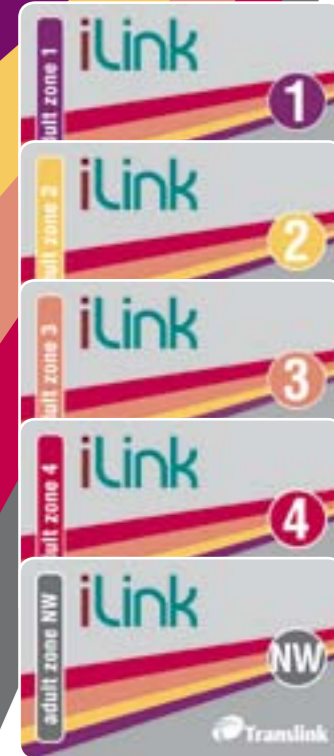 ult zone 1
iLink
1
ult zone 2
iLink
2
ult zone 3
iLink
3
ult zone 4
iLink
4
adult zone NW
iLink
NW
Translink